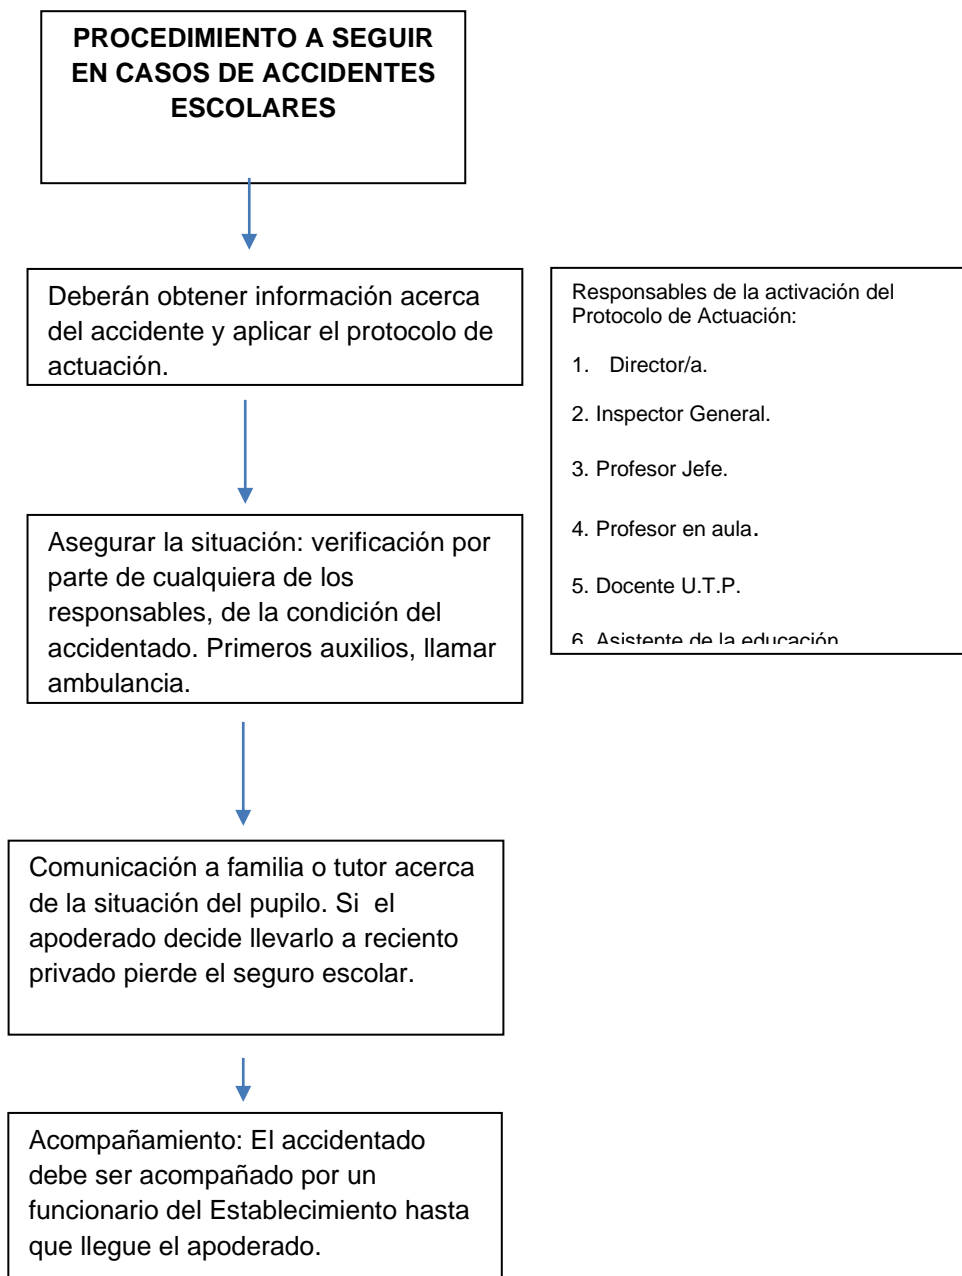 PROCEDIMIENTO A SEGUIR
EN CASOS DE ACCIDENTES
ESCOLARES
Deberán obtener información acerca
del accidente y aplicar el protocolo de
actuación.
Responsables de la activación del
Protocolo de Actuación:
1. Director/a.
2. Inspector General.
3. Profesor Jefe.
4. Profesor en aula.
5. Docente U.T.P.
6. Asistente de la educación
Asegurar la situación: verificación por
parte de cualquiera de los
responsables, de la condición del
accidentado. Primeros auxilios, llamar
ambulancia.
Comunicación a familia o tutor acerca
de la situación del pupilo. Si el
apoderado decide llevarlo a reciento
privado pierde el seguro escolar.
Acompañamiento: El accidentado
debe ser acompañado por un
funcionario del Establecimiento hasta
que llegue el apoderado.